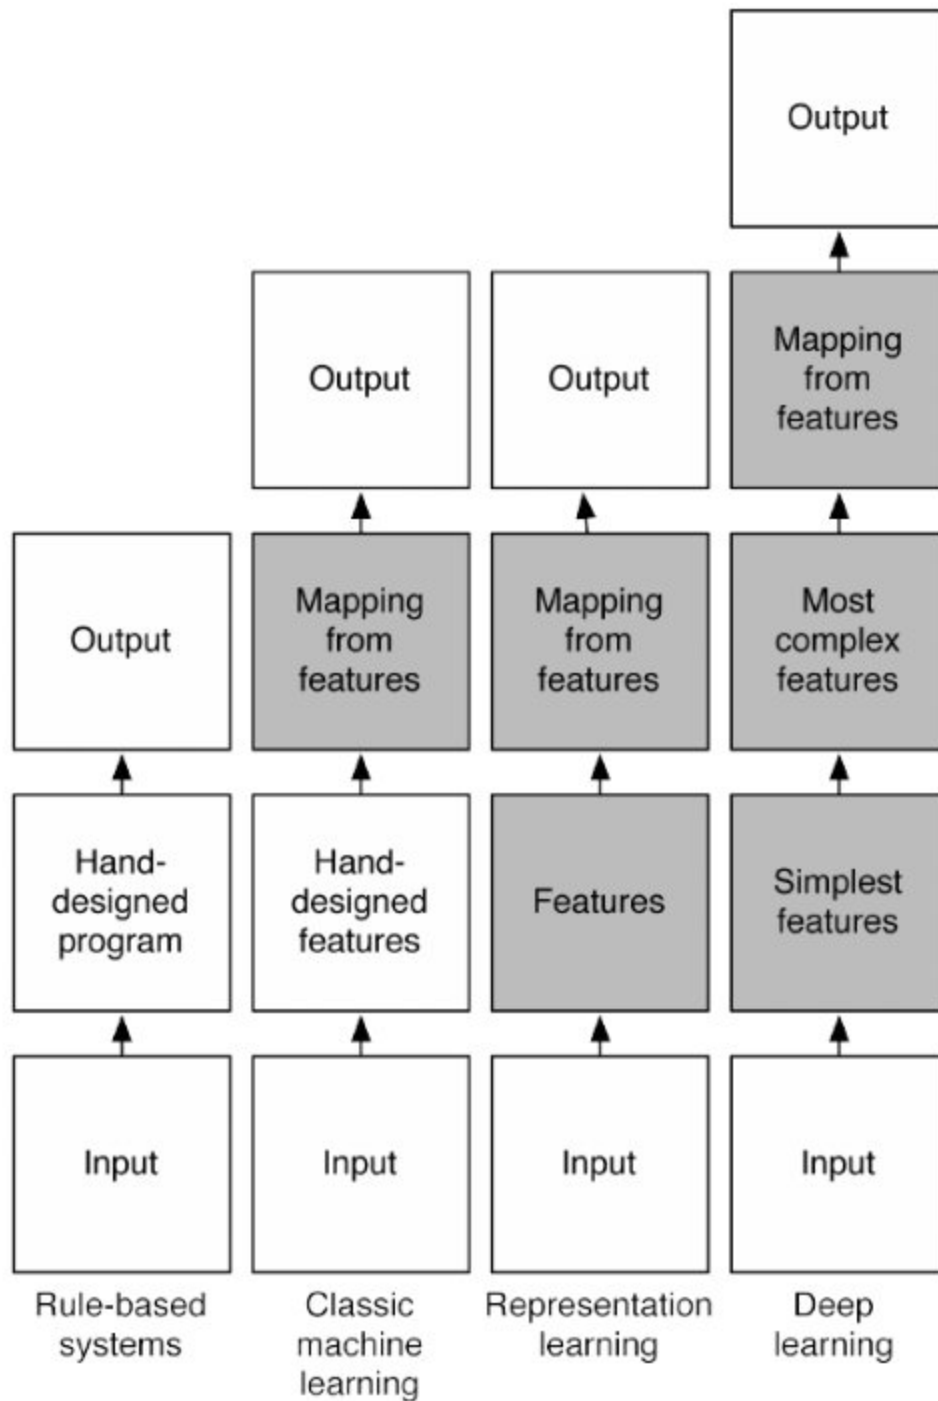 Output
Output
Output
Mapping
from
features
Output
Mapping
from
features
Mapping
from
features
Most
complex
features
Hand-
designed
program
Hand-
designed
features
Features
Simplest
features
Input
Input
Input
Input
Rule-based
systems
Classic
machine
learning
Representation
learning
Deep
learning